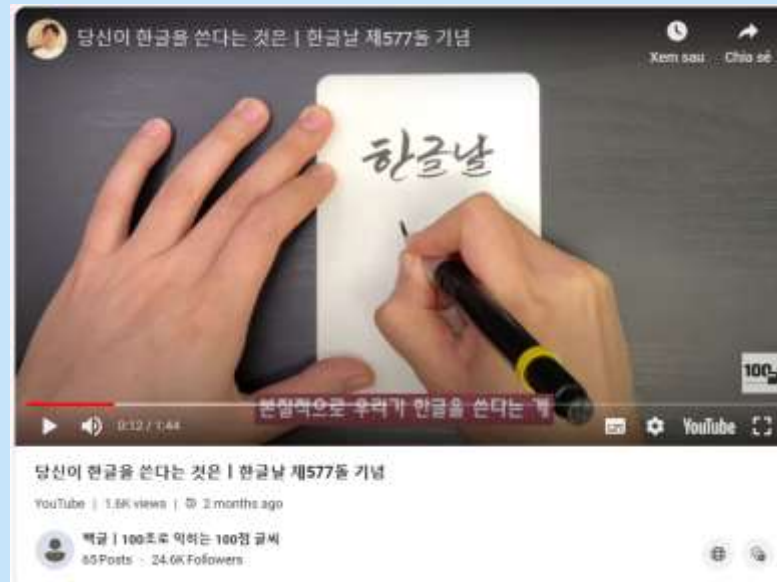 당신이 한글을 쓴다는 것은 | 한글날 제577돌 기념
Xem sau Chia sẻ
한글날
100
본질적으로 우리가 한글을 쓴다는 게
0:12 / 1:44 YouTube
당신이 한글을 쓴다는 것은 | 한글날 제577돌 기념
YouTube | 1.6K views | 2 months ago
백글 | 100초로 익히는 100점 글씨
65 Posts · 24.6K Followers